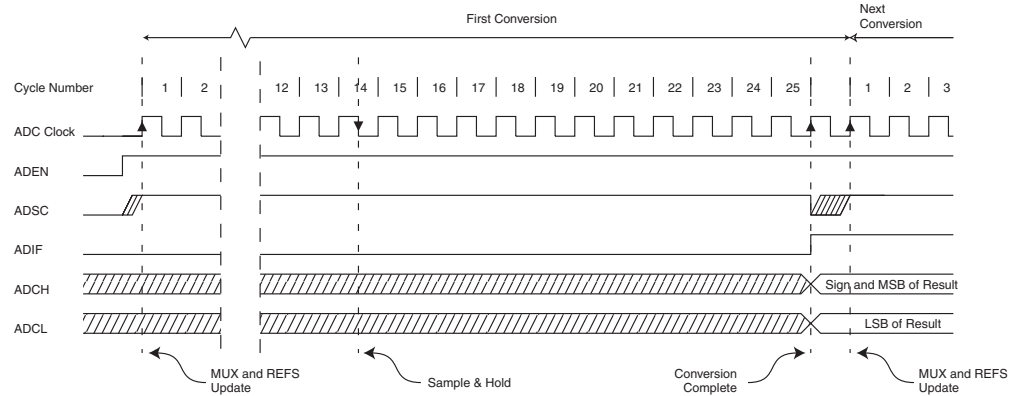 Next
Conversion
First Conversion
Cycle Number 1 2 12 13 14 15 16 17 18 19 20 21 22 23 24 25 1 2 3
ADC Clock
ADEN
ADSC
ADIF
ADCH Sign and MSB of Result
ADCL LSB of Result
MUX and REFS
Update
Sample & Hold
Conversion
Complete
MUX and REFS
Update